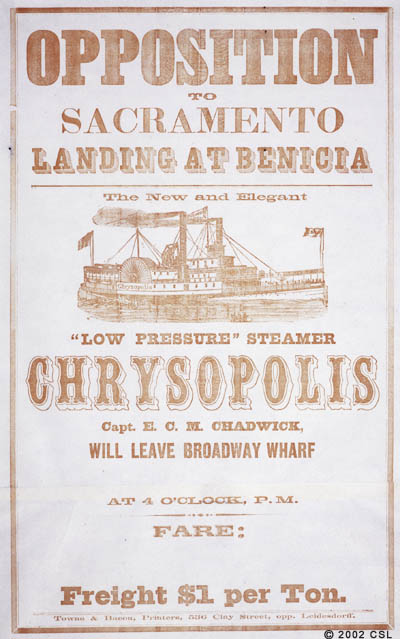 OPPOSITION
TO
SACRAMENTO
LANDING AT BENICIA
The New and Elegant
Chrysopolis
"LOW PRESSURE" STEAMER
CHRYSOPOLIS
Capt. E. C. M. CHADWICK,
WILL LEAVE BROADWAY WHARF
AT 4 O'CLOCK, P.M.
FARE:
Freight $1 per Ton.
Towne & Bacon, Printers, 536 Clay Street, opp. Leidesdorff.
© 2002 CSL